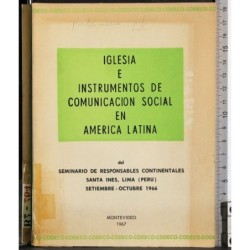 IGLESIA
E
INSTRUMENTOS DE
COMUNICACION SOCIAL
EN
AMERICA LATINA
del
SEMINARIO DE RESPONSABLES CONTINENTALES
SANTA INES, LIMA (PERU)
SETIEMBRE - OCTUBRE 1966
MONTEVIDEO
1967